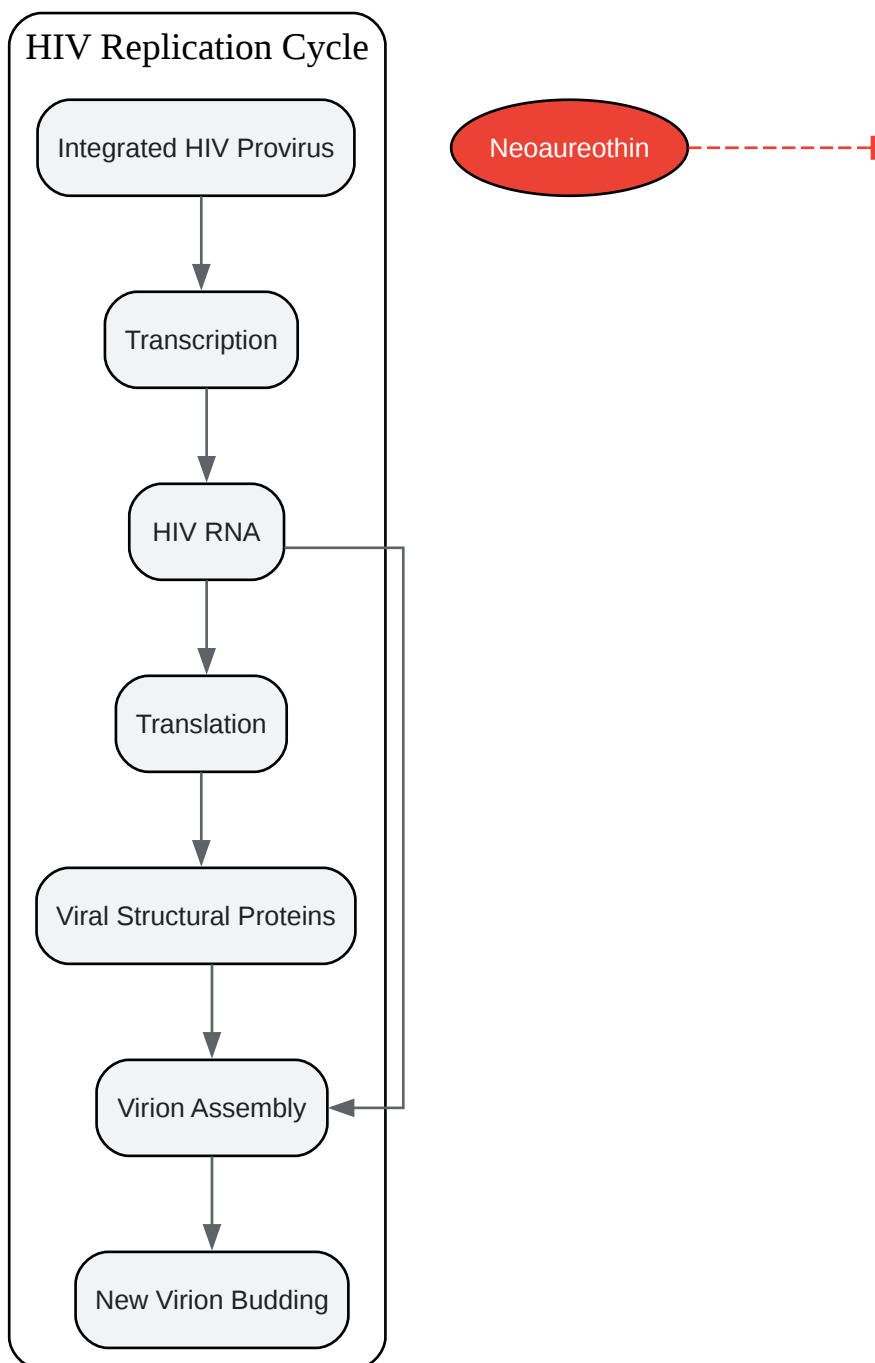 HIV Replication Cycle
Integrated HIV Provirus
Neoaureothin
Transcription
HIV RNA
Translation
Viral Structural Proteins
Virion Assembly
New Virion Budding